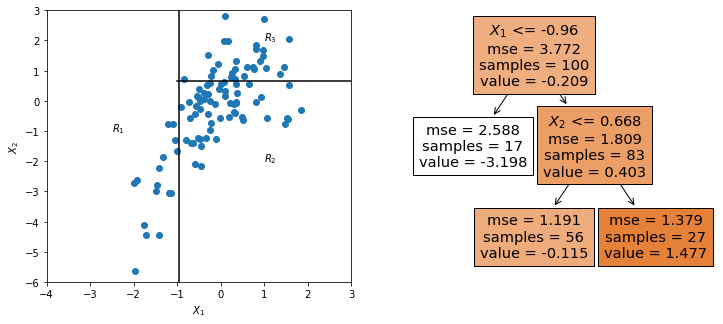 3
2
1
0
−1
−2
−3
−4
−5
−6
X₂
R₁
R₂
R₃
−4 −3 −2 −1 0 1 2 3
X₁
X₁ <= -0.96
mse = 3.772
samples = 100
value = -0.209
mse = 2.588
samples = 17
value = -3.198
X₂ <= 0.668
mse = 1.809
samples = 83
value = 0.403
mse = 1.191
samples = 56
value = -0.115
mse = 1.379
samples = 27
value = 1.477